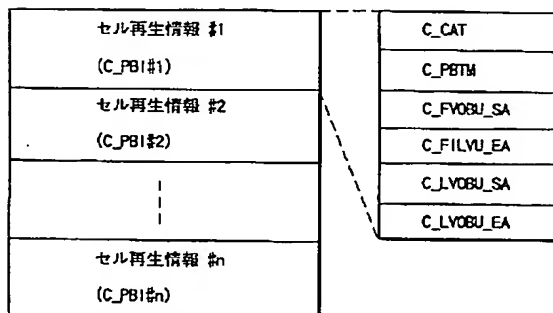 セル再生情報 #1
(C_PBI#1)
セル再生情報 #2
(C_PBI#2)
セル再生情報 #n
(C_PBI#n)
C_CAT
C_PBTM
C_FVOBU_SA
C_FILVU_EA
C_LVOBU_SA
C_LVOBU_EA